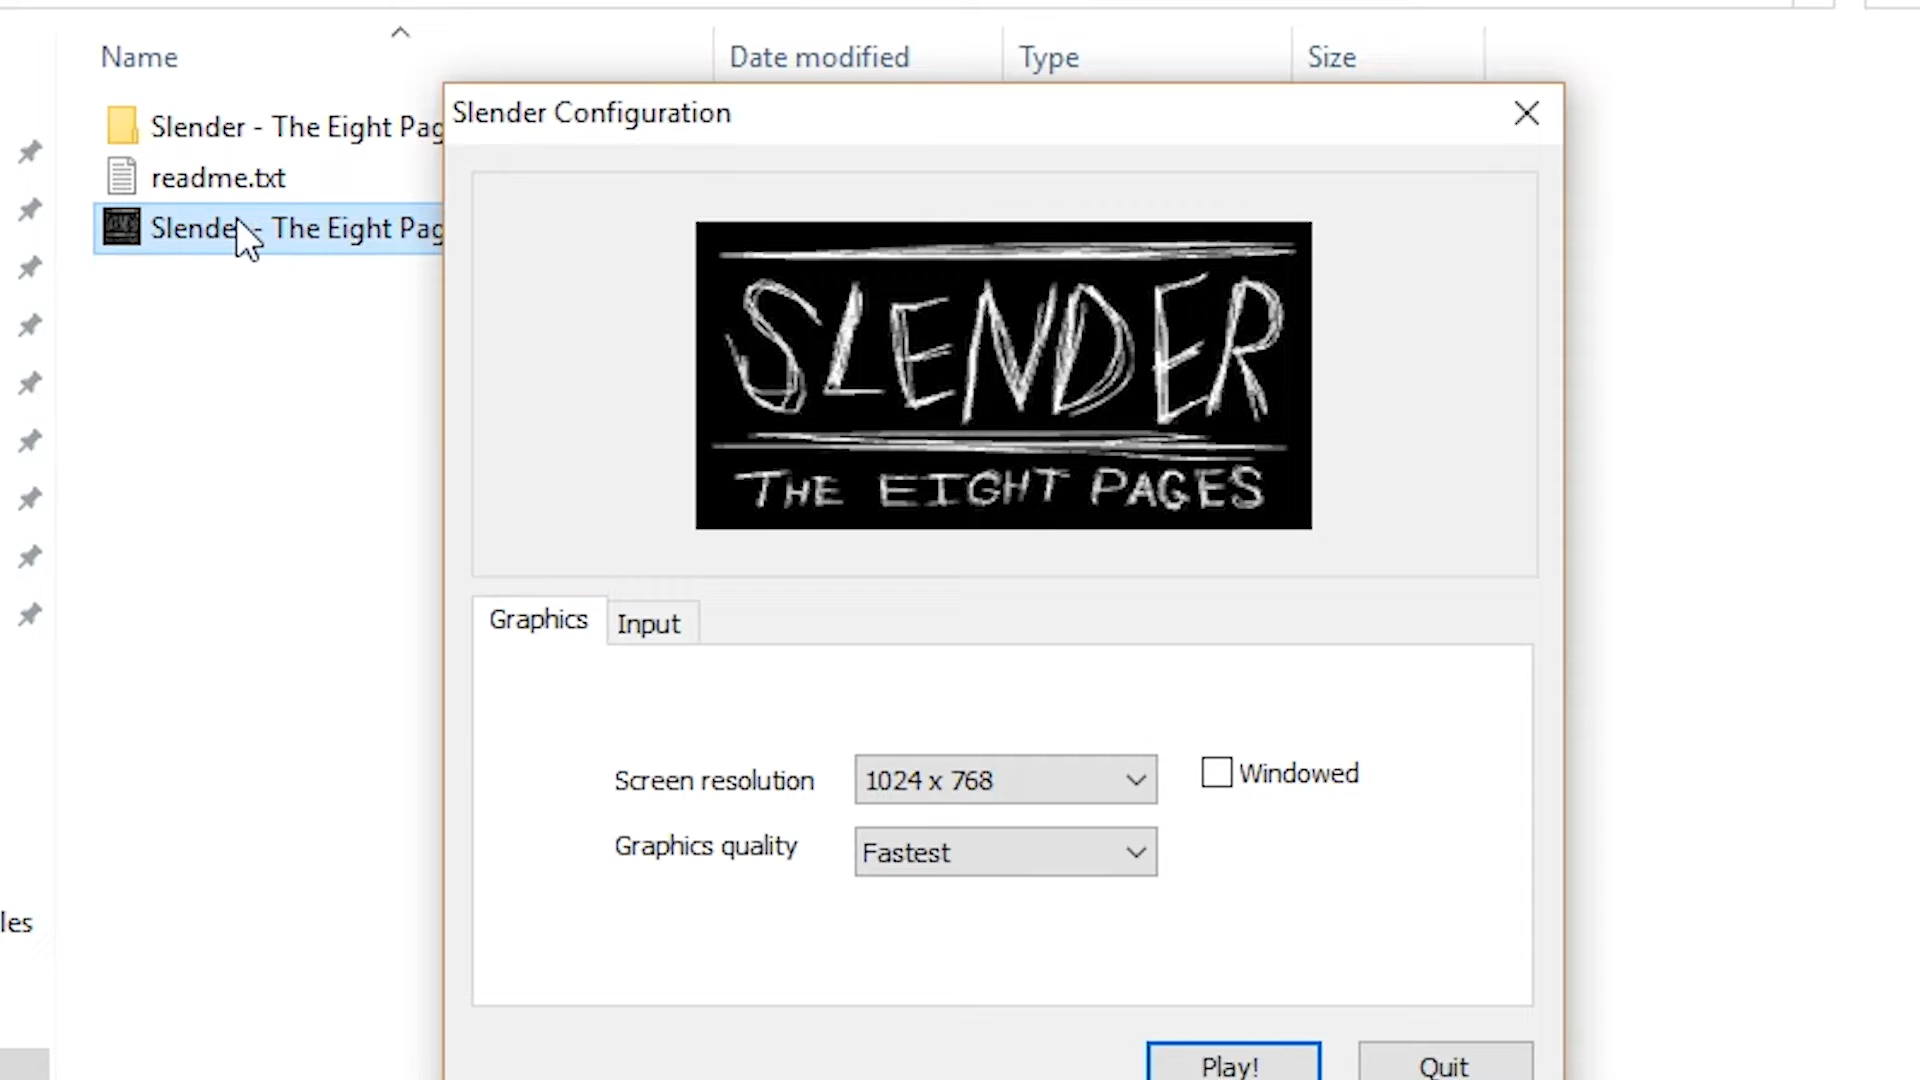 Name
Date modified
Type
Size
Slender - The Eight Pag
readme.txt
Slende - The Eight Pag
Slender Configuration
SLENDER
THE EIGHT PAGES
Graphics
Input
Screen resolution
1024 x 768
Windowed
Graphics quality
Fastest
les
Play!
Quit